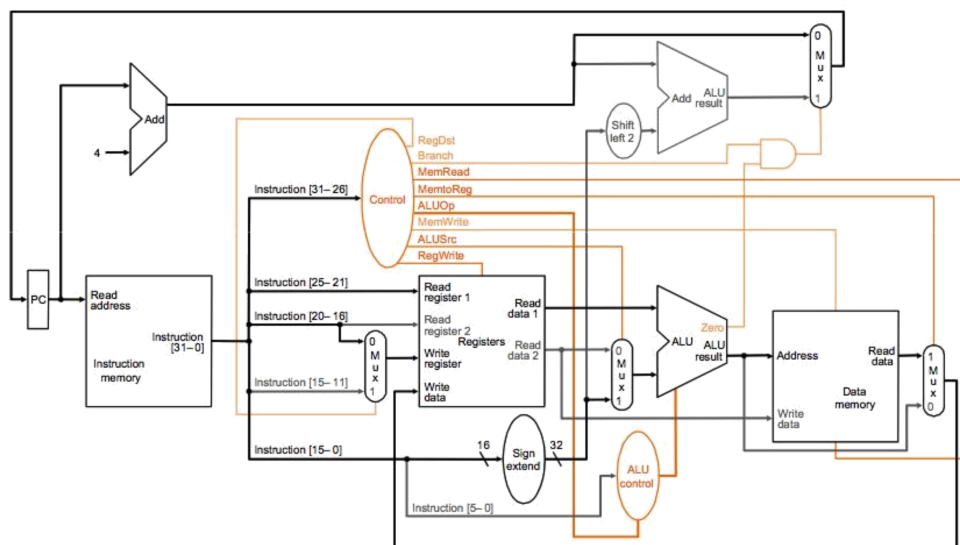 0
M
u
x
1
Add
ALU
result
Add
4
Shift
left 2
RegDst
Branch
MemRead
MemtoReg
ALUOp
MemWrite
ALUSrc
RegWrite
Control
Instruction [31–26]
Instruction [25–21]
Instruction [20–16]
Instruction [15–11]
Instruction [15–0]
Instruction [5–0]
PC
Read
address
Instruction
[31–0]
Instruction
memory
0
M
u
x
1
Read
register 1
Read
register 2
Write
register
Write
data
Registers
Read
data 1
Read
data 2
0
M
u
x
1
Zero
ALU
ALU
result
Address
Read
data
Data
memory
Write
data
1
M
u
x
0
16
32
Sign
extend
ALU
control